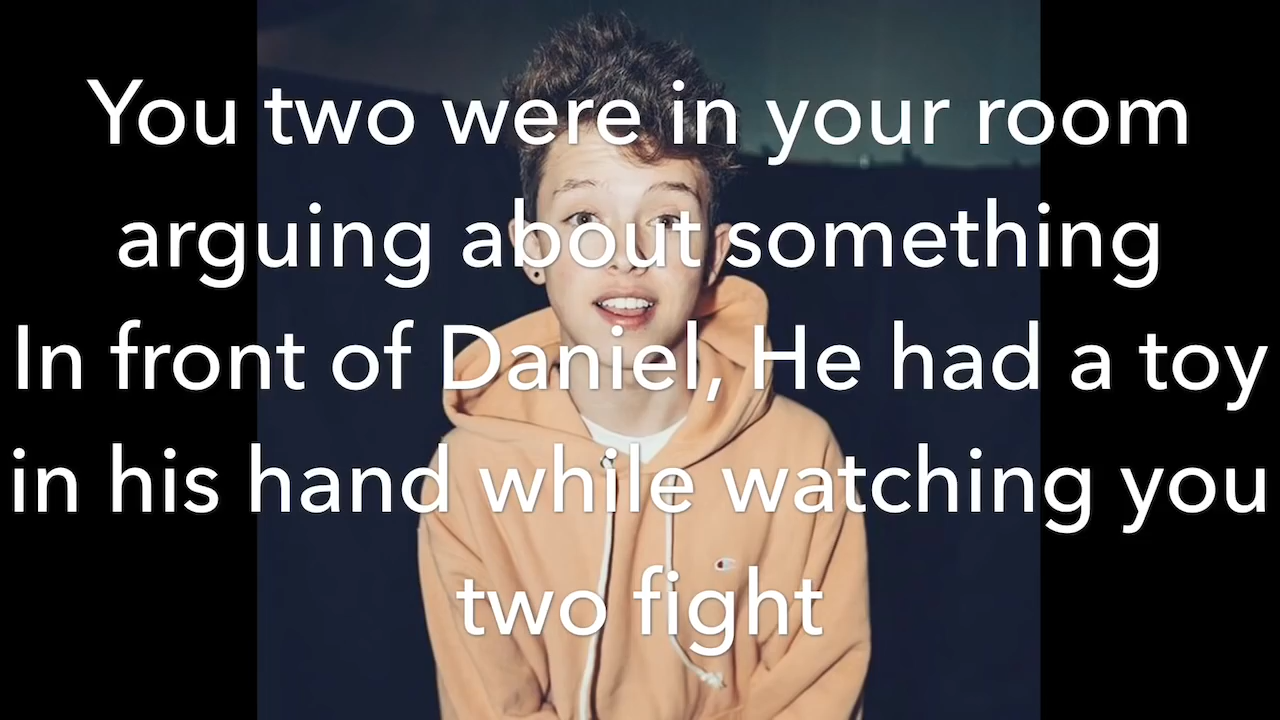 You two were in your room
arguing about something
In front of Daniel, He had a toy
in his hand while watching you
two fight